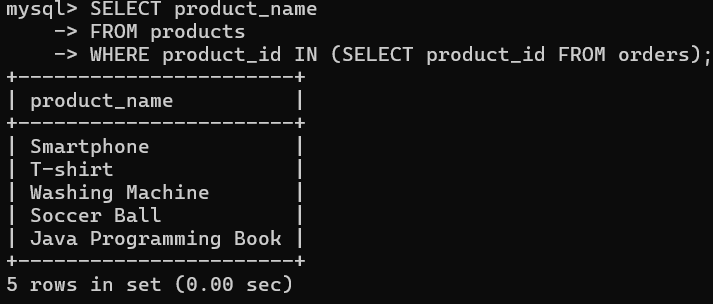 mysql> SELECT product_name
    -> FROM products
    -> WHERE product_id IN (SELECT product_id FROM orders);
+----------------------+
| product_name         |
+----------------------+
| Smartphone           |
| T-shirt              |
| Washing Machine      |
| Soccer Ball          |
| Java Programming Book |
+----------------------+
5 rows in set (0.00 sec)